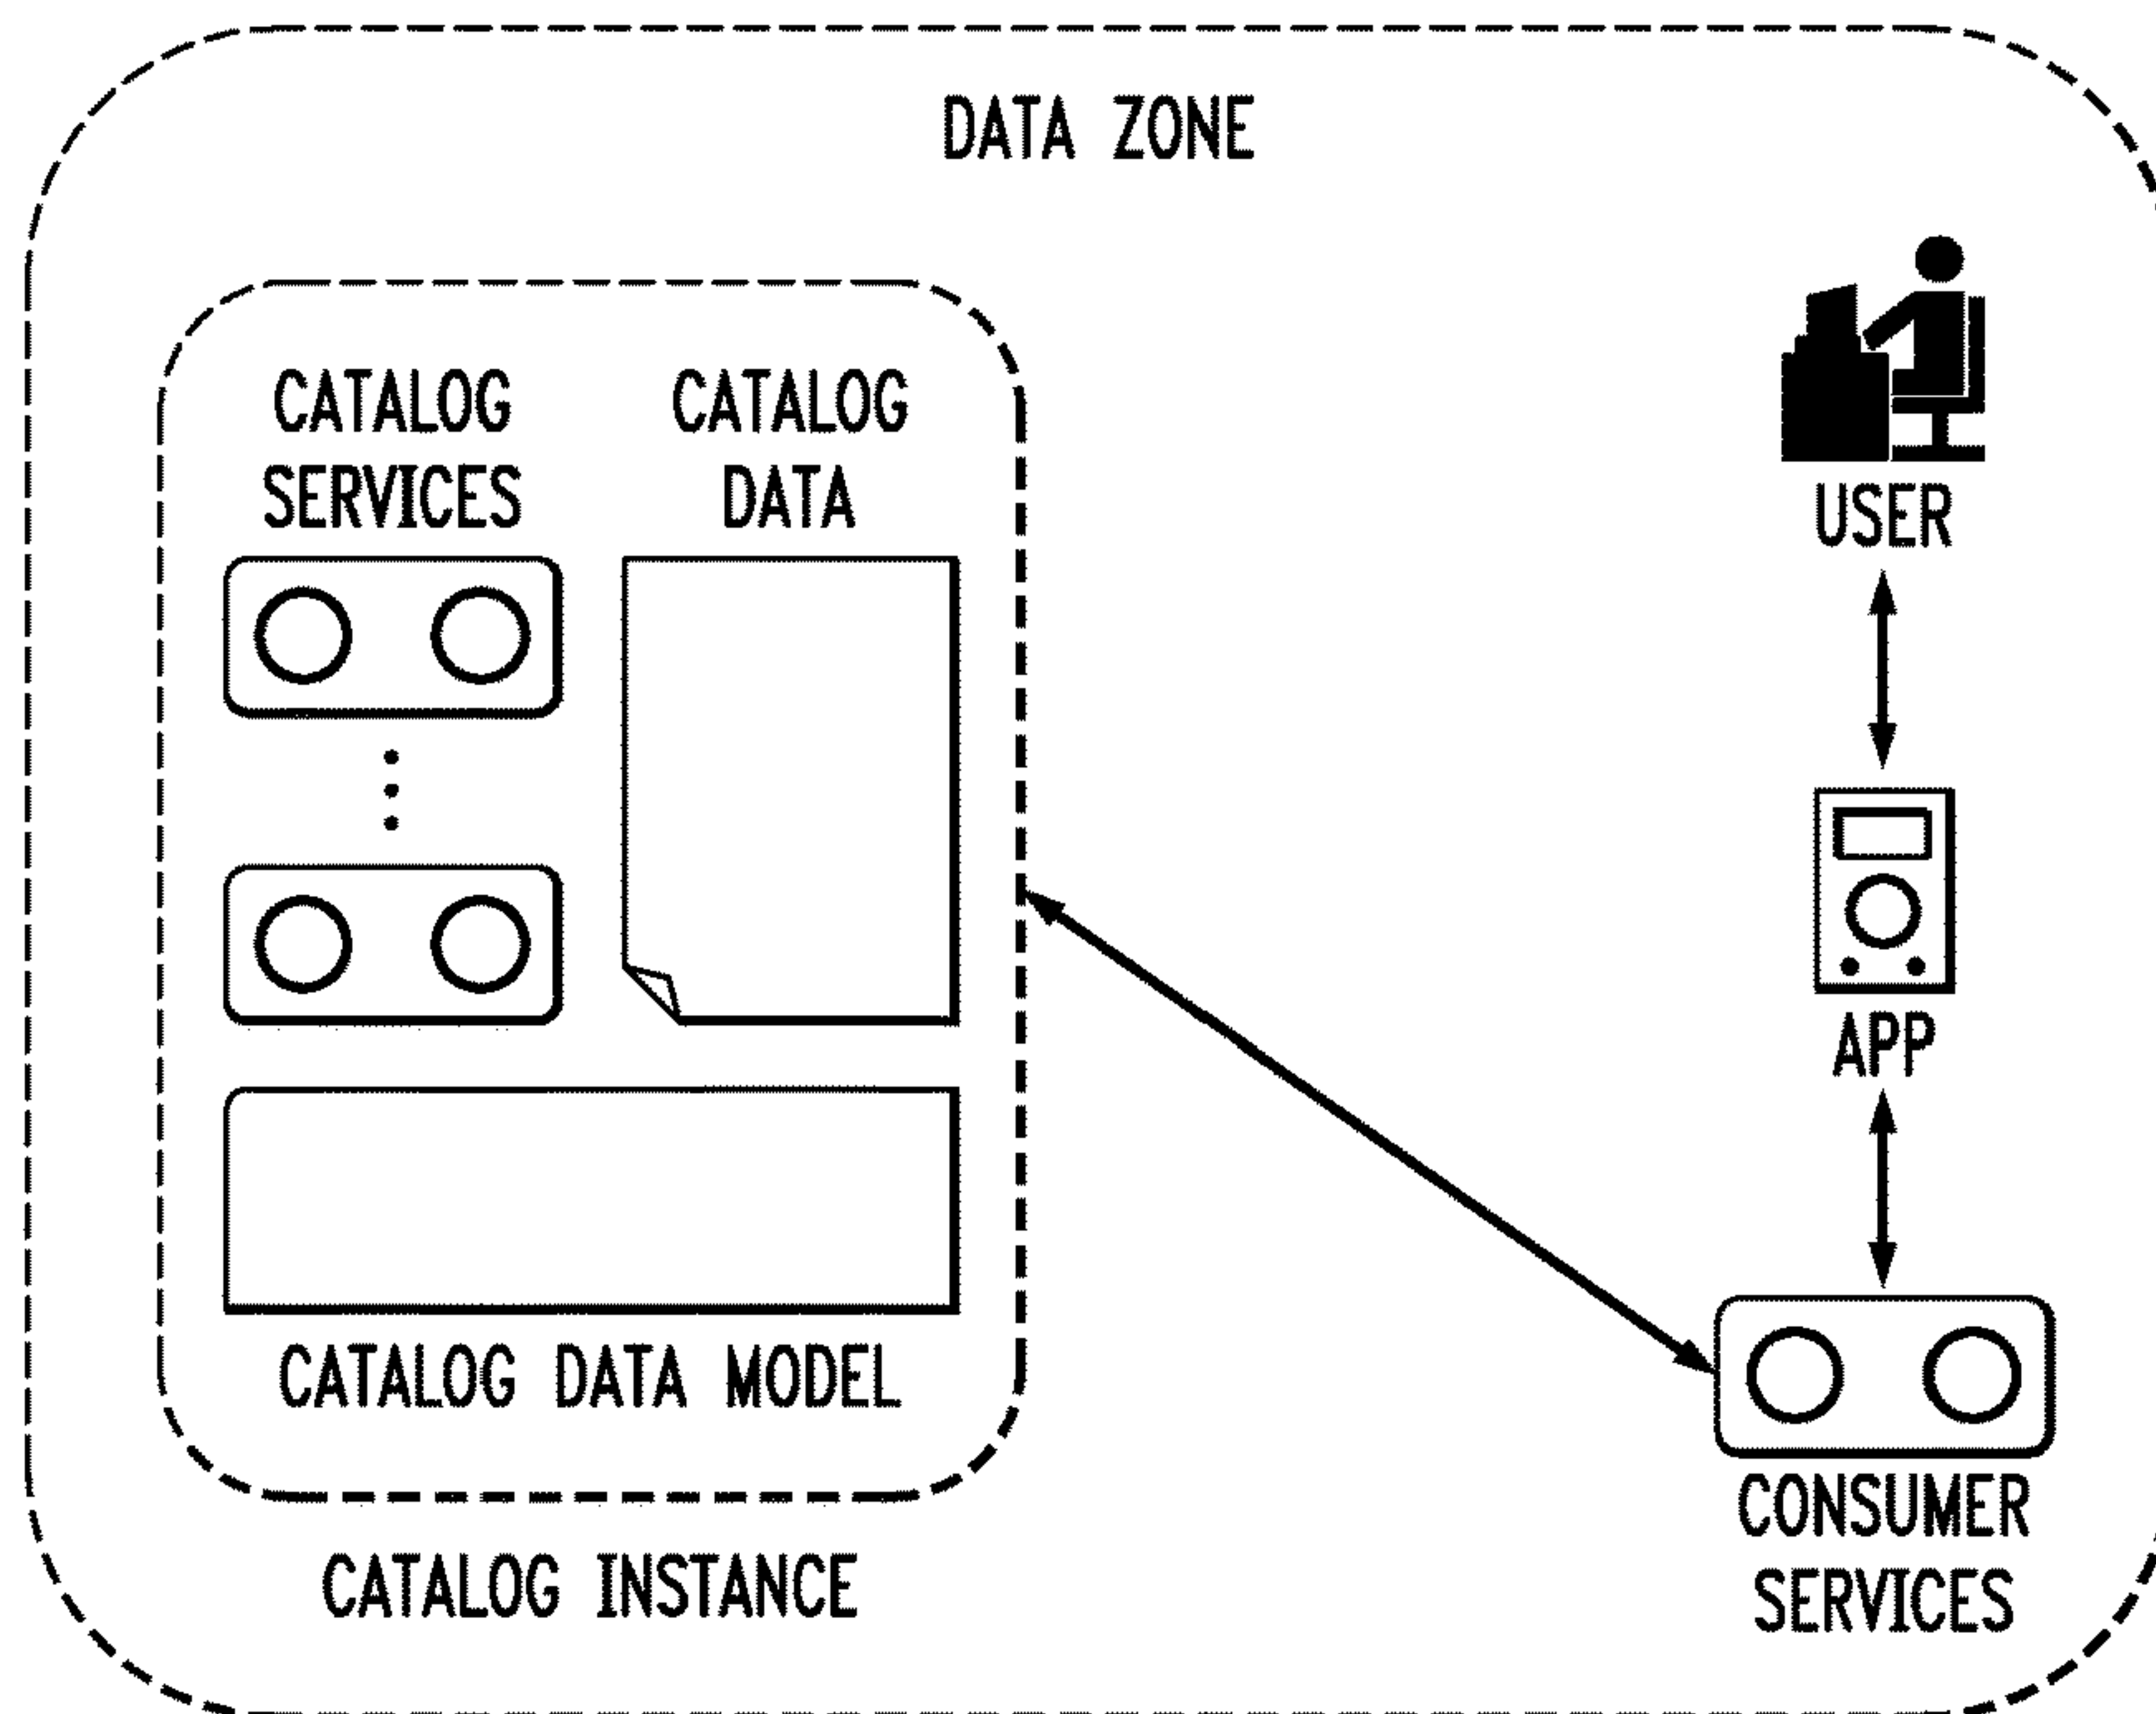 DATA ZONE
CATALOG
SERVICES
CATALOG
DATA
CATALOG DATA MODEL
CATALOG INSTANCE
USER
APP
CONSUMER
SERVICES